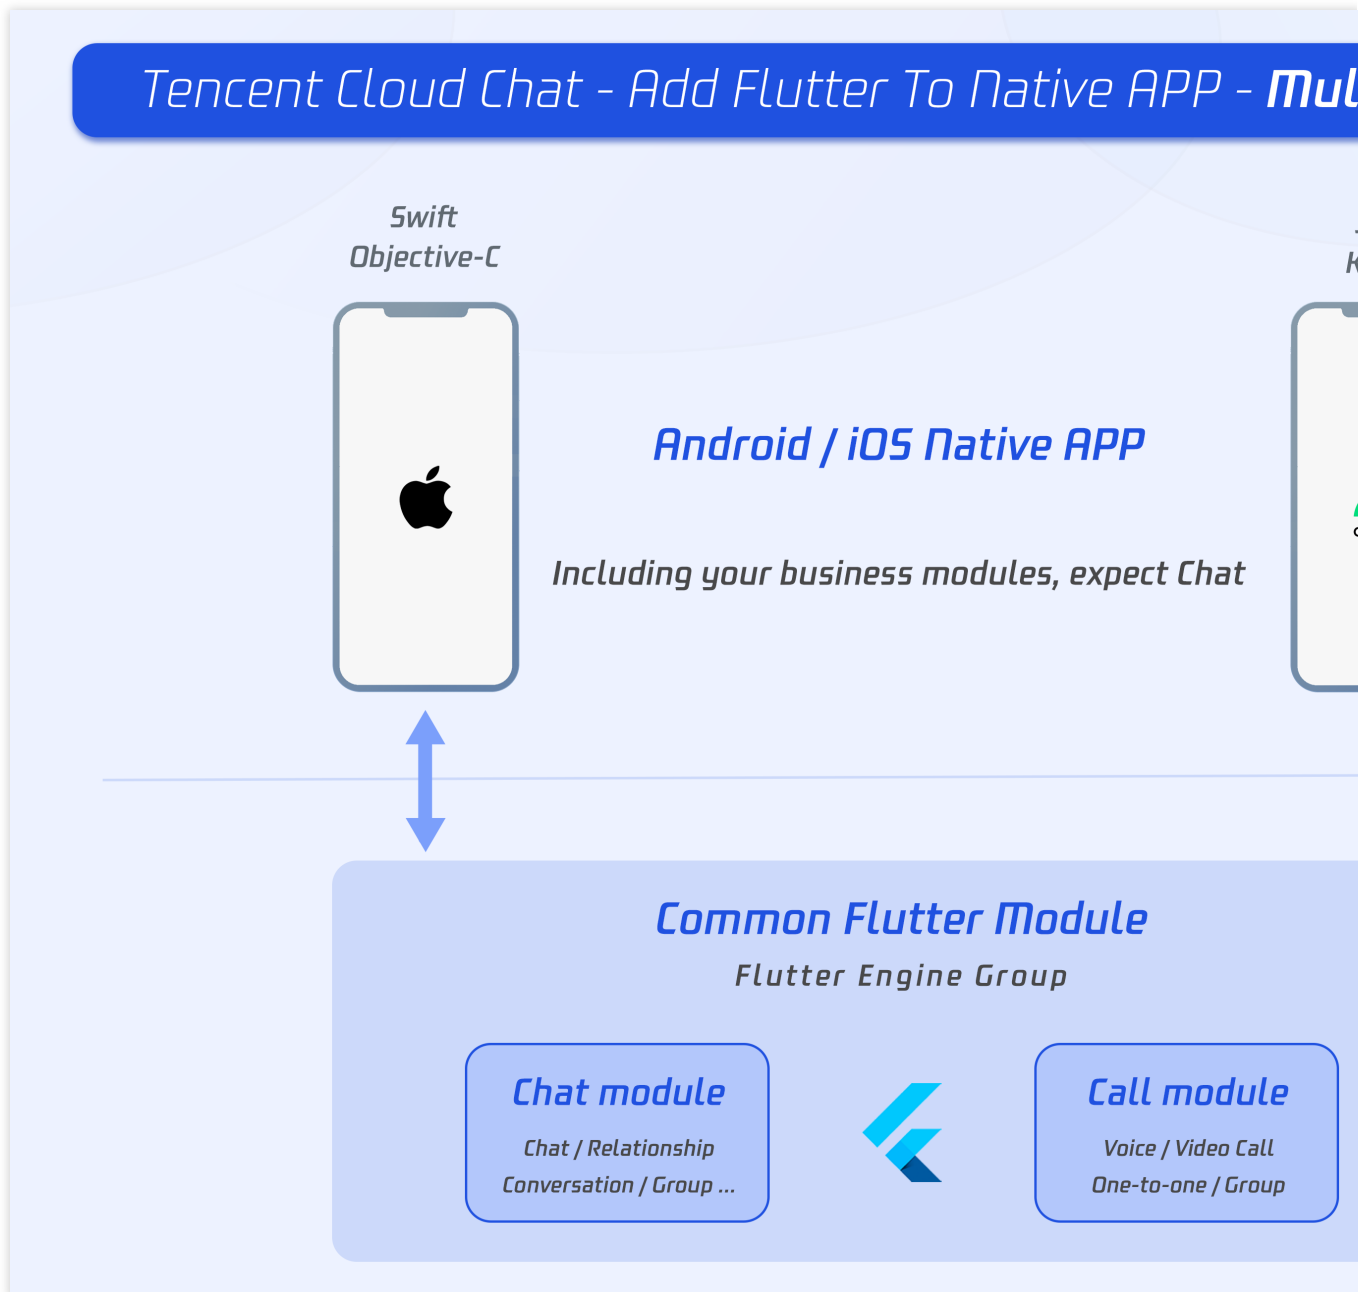 Tencent Cloud Chat - Add Flutter To Native APP - Mul
Swift
Objective-C
Android / iOS Native APP
Including your business modules, expect Chat
Common Flutter Module
Flutter Engine Group
Chat module
Chat / Relationship
Conversation / Group ...
Call module
Voice / Video Call
One-to-one / Group